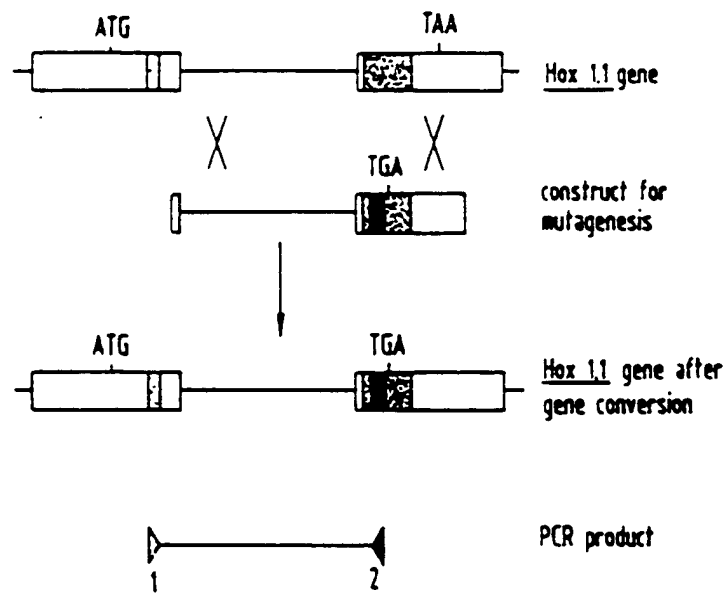 ATG
TAA
Hox 1.1 gene
TGA
construct for
mutagenesis
ATG
TGA
Hox 1.1 gene after
gene conversion
PCR product
1
2